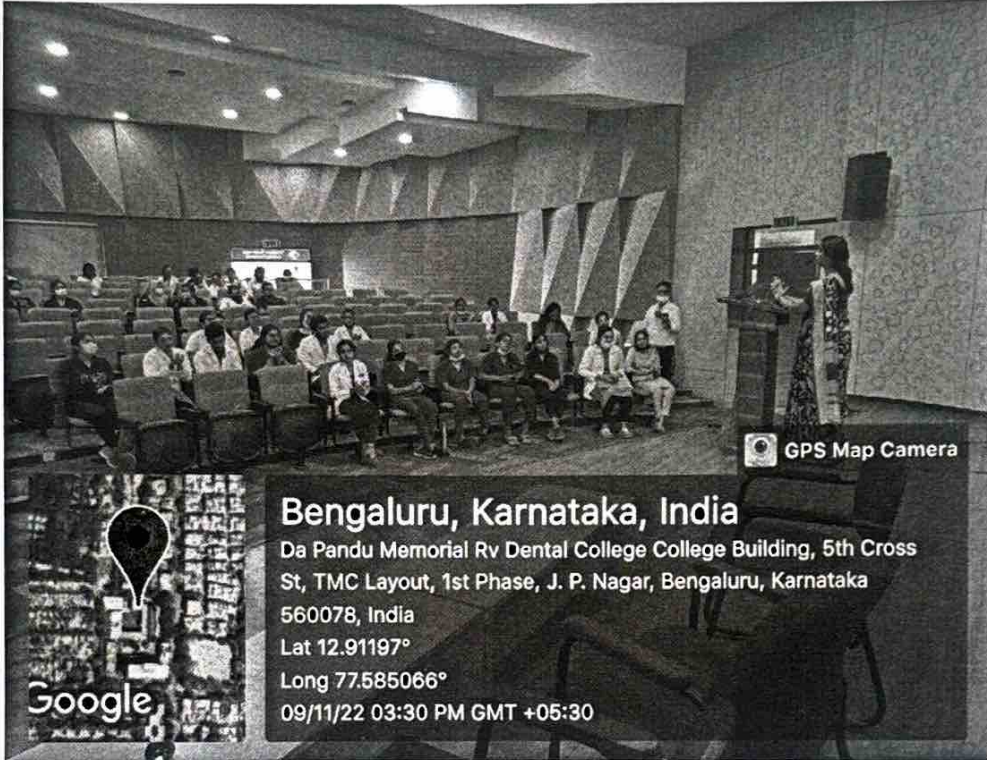 GPS Map Camera
Bengaluru, Karnataka, India
Da Pandu Memorial Rv Dental College College Building, 5th Cross
St, TMC Layout, 1st Phase, J. P. Nagar, Bengaluru, Karnataka
560078, India
Lat 12.91197°
Long 77.585066°
09/11/22 03:30 PM GMT +05:30
Google